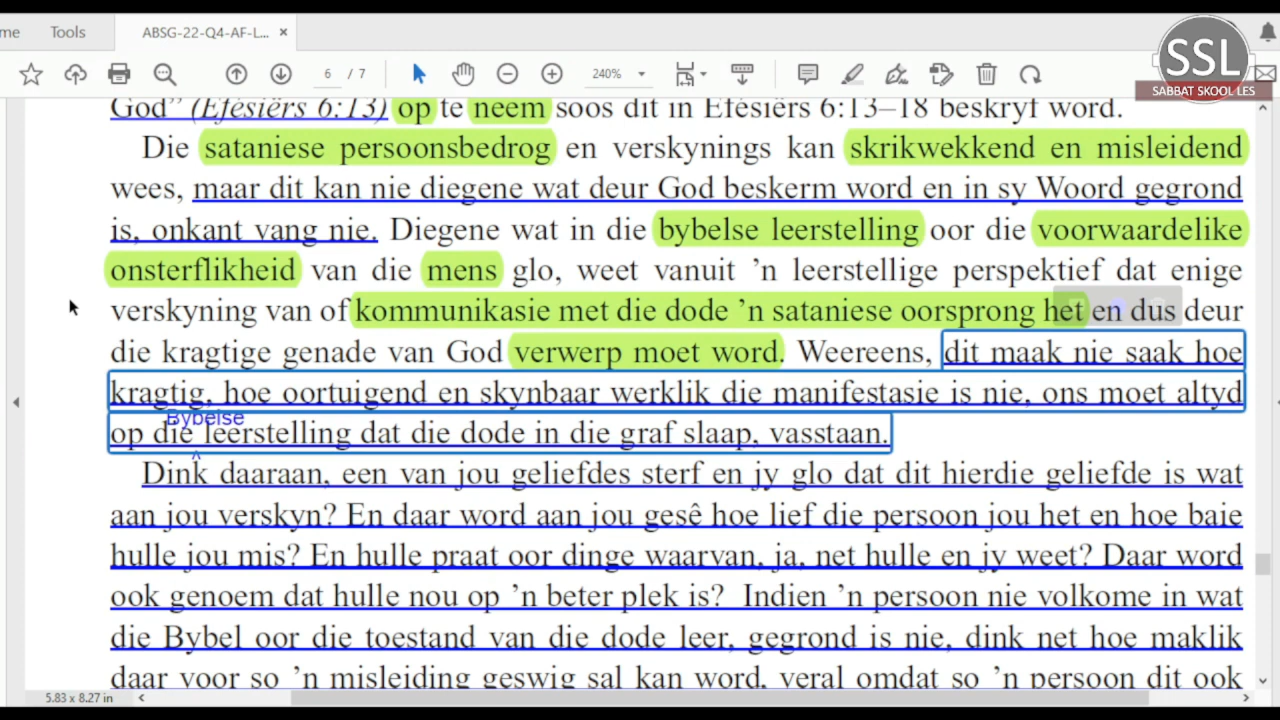 me Tools ABSG-22-Q4-AF-L... ×
SSL
SABBAT SKOOL LES
6 / 7 240%
God” (Efésiërs 6:13) op te neem soos dit in Efésiërs 6:13–18 beskryf word.
Die sataniese persoonsbedrog en verskynings kan skrikwekkend en misleidend
wees, maar dit kan nie diegene wat deur God beskerm word en in sy Woord gegrond
is, onkant vang nie. Diegene wat in die bybelse leerstelling oor die voorwaardelike
onsterflikheid van die mens glo, weet vanuit ’n leerstellige perspektief dat enige
verskyning van of kommunikasie met die dode ’n sataniese oorsprong het en dus deur
die kragtige genade van God verwerp moet word. Weereens, dit maak nie saak hoe
kragtig, hoe oortuigend en skynbaar werklik die manifestasie is nie, ons moet altyd
Bybelse
op die leerstelling dat die dode in die graf slaap, vasstaan.
Dink daaraan, een van jou geliefdes sterf en jy glo dat dit hierdie geliefde is wat
aan jou verskyn? En daar word aan jou gesê hoe lief die persoon jou het en hoe baie
hulle jou mis? En hulle praat oor dinge waarvan, ja, net hulle en jy weet? Daar word
ook genoem dat hulle nou op ’n beter plek is? Indien ’n persoon nie volkome in wat
die Bybel oor die toestand van die dode leer, gegrond is nie, dink net hoe maklik
daar voor so ’n misleiding geswig sal kan word, veral omdat so ’n persoon dit ook
5.83 x 8.27 in